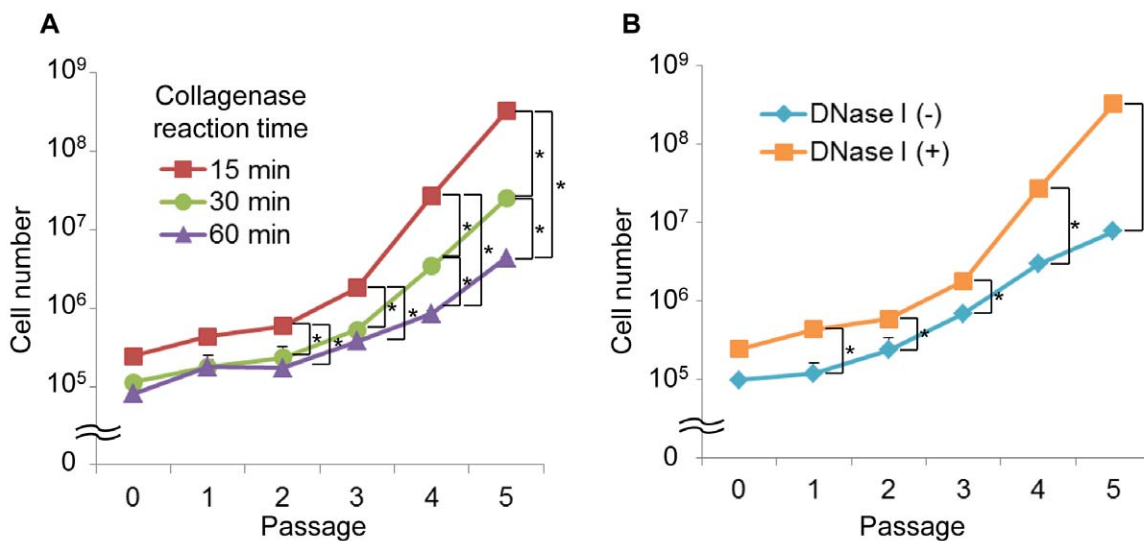 A
Cell number
10⁹
10⁸
10⁷
10⁶
10⁵
0
Collagenase
reaction time
15 min
30 min
60 min
* * * * * * * * * * *
0 1 2 3 4 5
Passage
B
Cell number
10⁹
10⁸
10⁷
10⁶
10⁵
0
DNase I (-)
DNase I (+)
* * * *
0 1 2 3 4 5
Passage